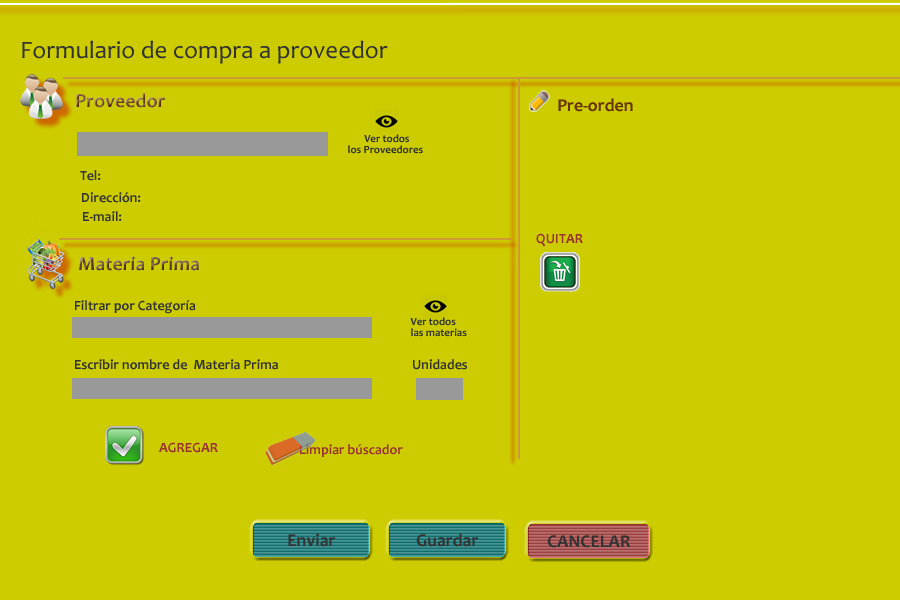 Formulario de compra a proveedor
Proveedor
Ver todos
los Proveedores
Tel:
Dirección:
E-mail:
Materia Prima
Filtrar por Categoría
Ver todos
las materias
Escribir nombre de Materia Prima
Unidades
AGREGAR
Limpiar búscador
Pre-orden
QUITAR
Enviar
Guardar
CANCELAR